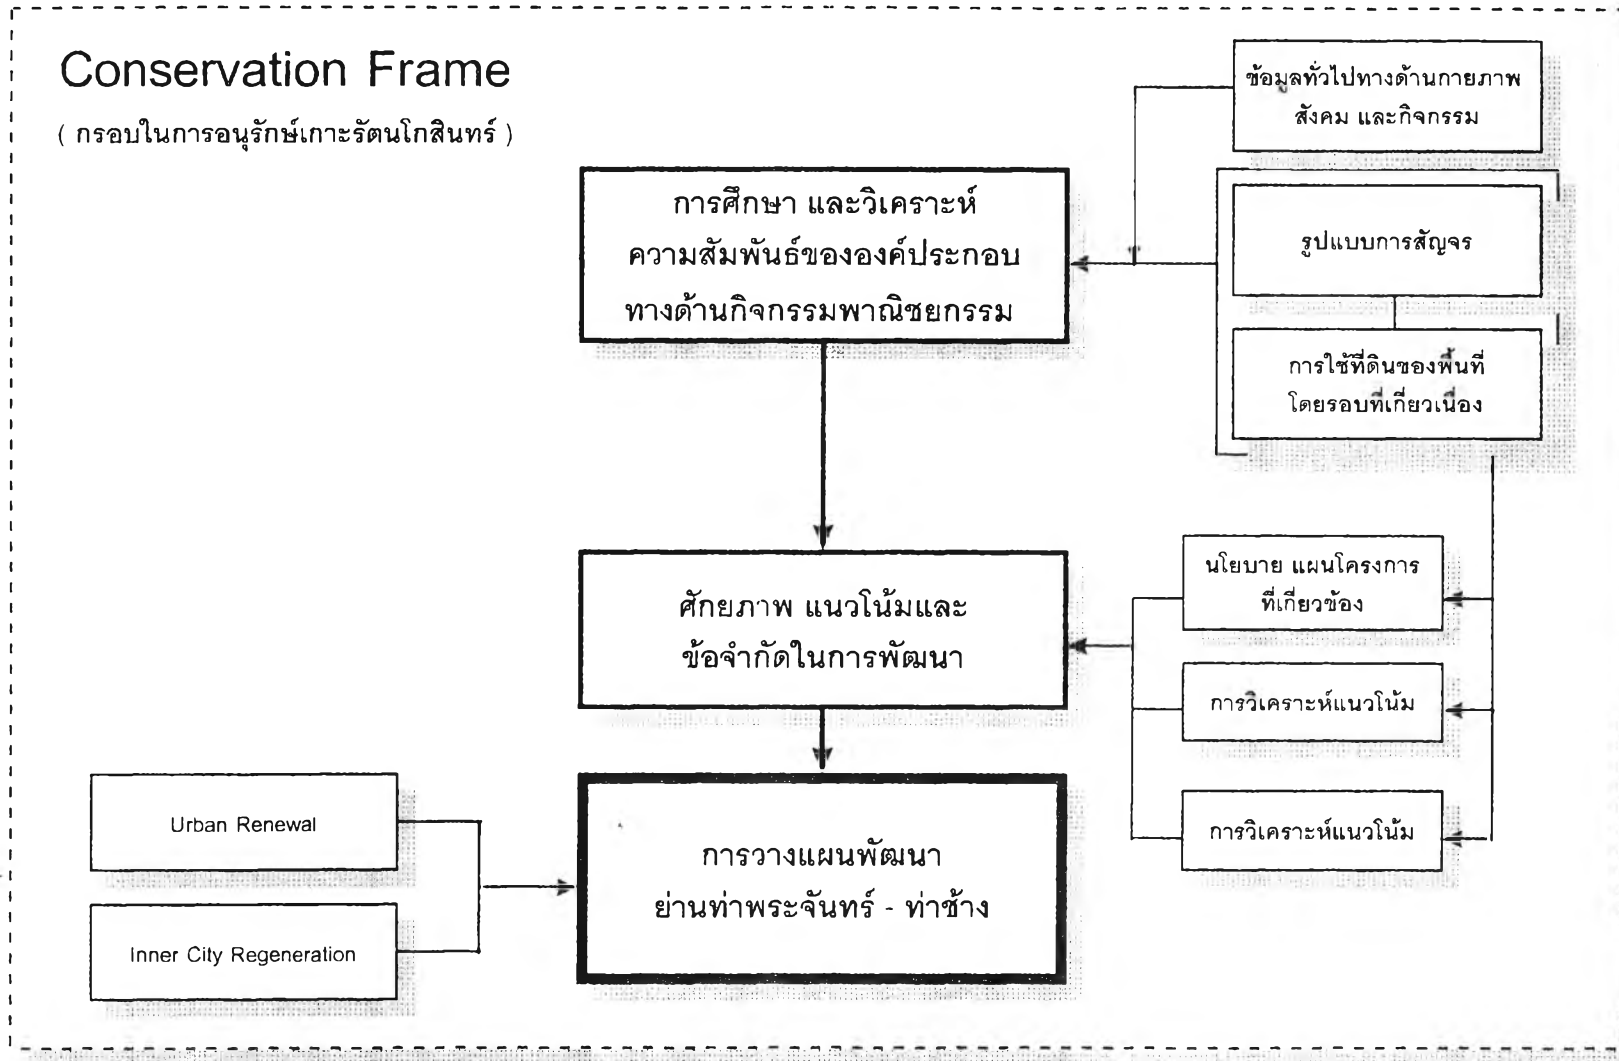 Conservation Frame
( กรอบในการอนุรักษ์เกาะรัตนโกสินทร์ )
ข้อมูลทั่วไปทางด้านกายภาพ
สังคม และกิจกรรม
การศึกษา และวิเคราะห์
ความสัมพันธ์ขององค์ประกอบ
ทางด้านกิจกรรมพาณิชยกรรม
รูปแบบการสัญจร
การใช้ที่ดินของพื้นที่
โดยรอบที่เกี่ยวเนื่อง
ศักยภาพ แนวโน้มและ
ข้อจำกัดในการพัฒนา
นโยบาย แผนโครงการ
ที่เกี่ยวข้อง
การวิเคราะห์แนวโน้ม
การวิเคราะห์แนวโน้ม
Urban Renewal
Inner City Regeneration
การวางแผนพัฒนา
ย่านท่าพระจันทร์ - ท่าช้าง